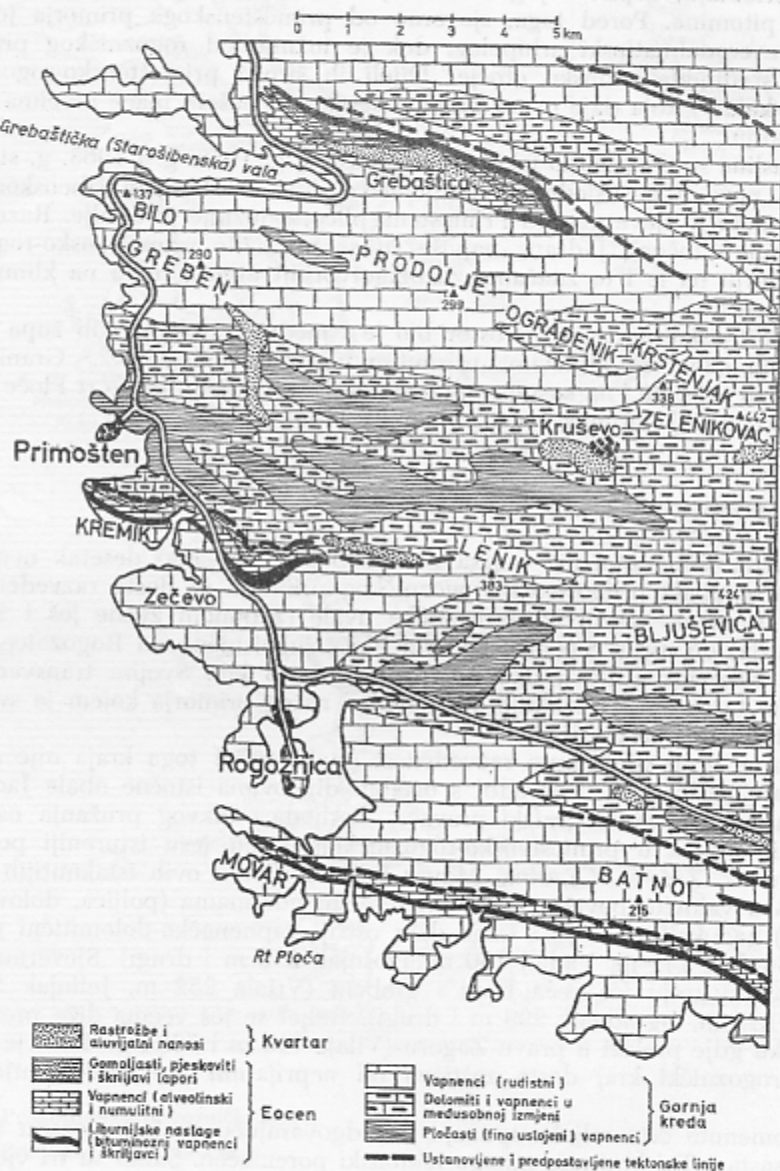 0 1 2 3 4 5 km
Grebaštička (Starošibenska) vala
Grebaštica
137
BILO
GREBEN
290
PRODOLJE
299
OGRAĐENIK
KRSTENJAK
338
442
ZELENIKOVAC
Kruševo
Primošten
KREMIK
LENIK
383
Zečevo
424
BLJUŠEVICA
Rogoznica
MOVAR
BATNO
215
Rt Ploča
Rastrožbe i
aluvijalni nanosi
Kvartar
Gomoljasti, pjeskoviti
i škriljavi lapori
Vapnenci (alveolinski
i numulitni)
Eocen
Liburnijske naslage
(bituminozni vapnenci
i škriljavci)
Vapnenci (rudistni)
Dolomiti i vapnenci u
međusobnoj izmjeni
Gornja
kreda
Pločasti (fino uslojeni) vapnenci
Ustanovljene i predpostavljene tektonske linije